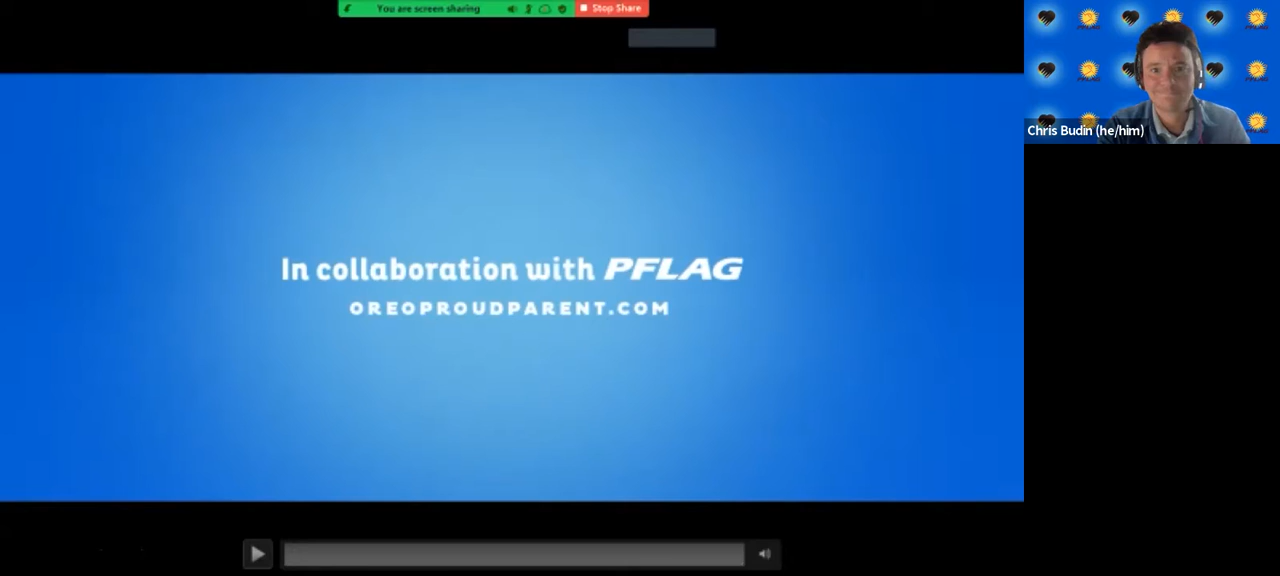 You are screen sharing
Stop Share
In collaboration with PFLAG
OREOPROUDPARENT.COM
Chris Budin (he/him)